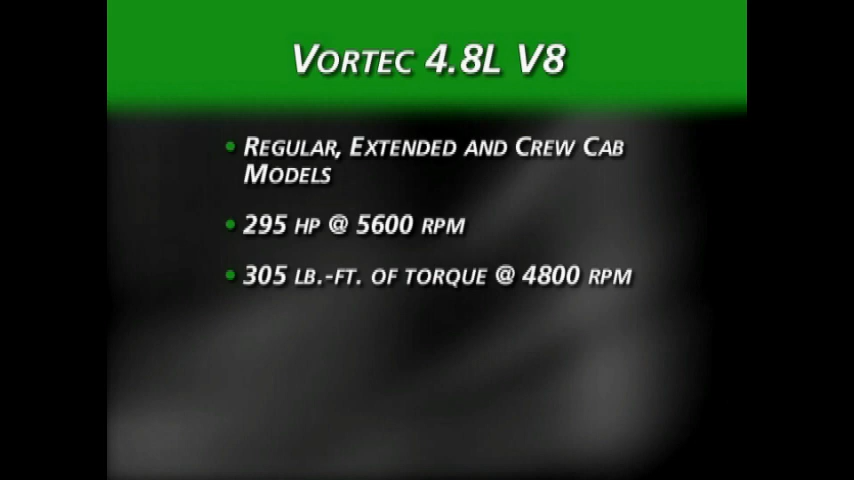 VORTEC 4.8L V8
• REGULAR, EXTENDED AND CREW CAB
MODELS
• 295 HP @ 5600 RPM
• 305 LB.-FT. OF TORQUE @ 4800 RPM